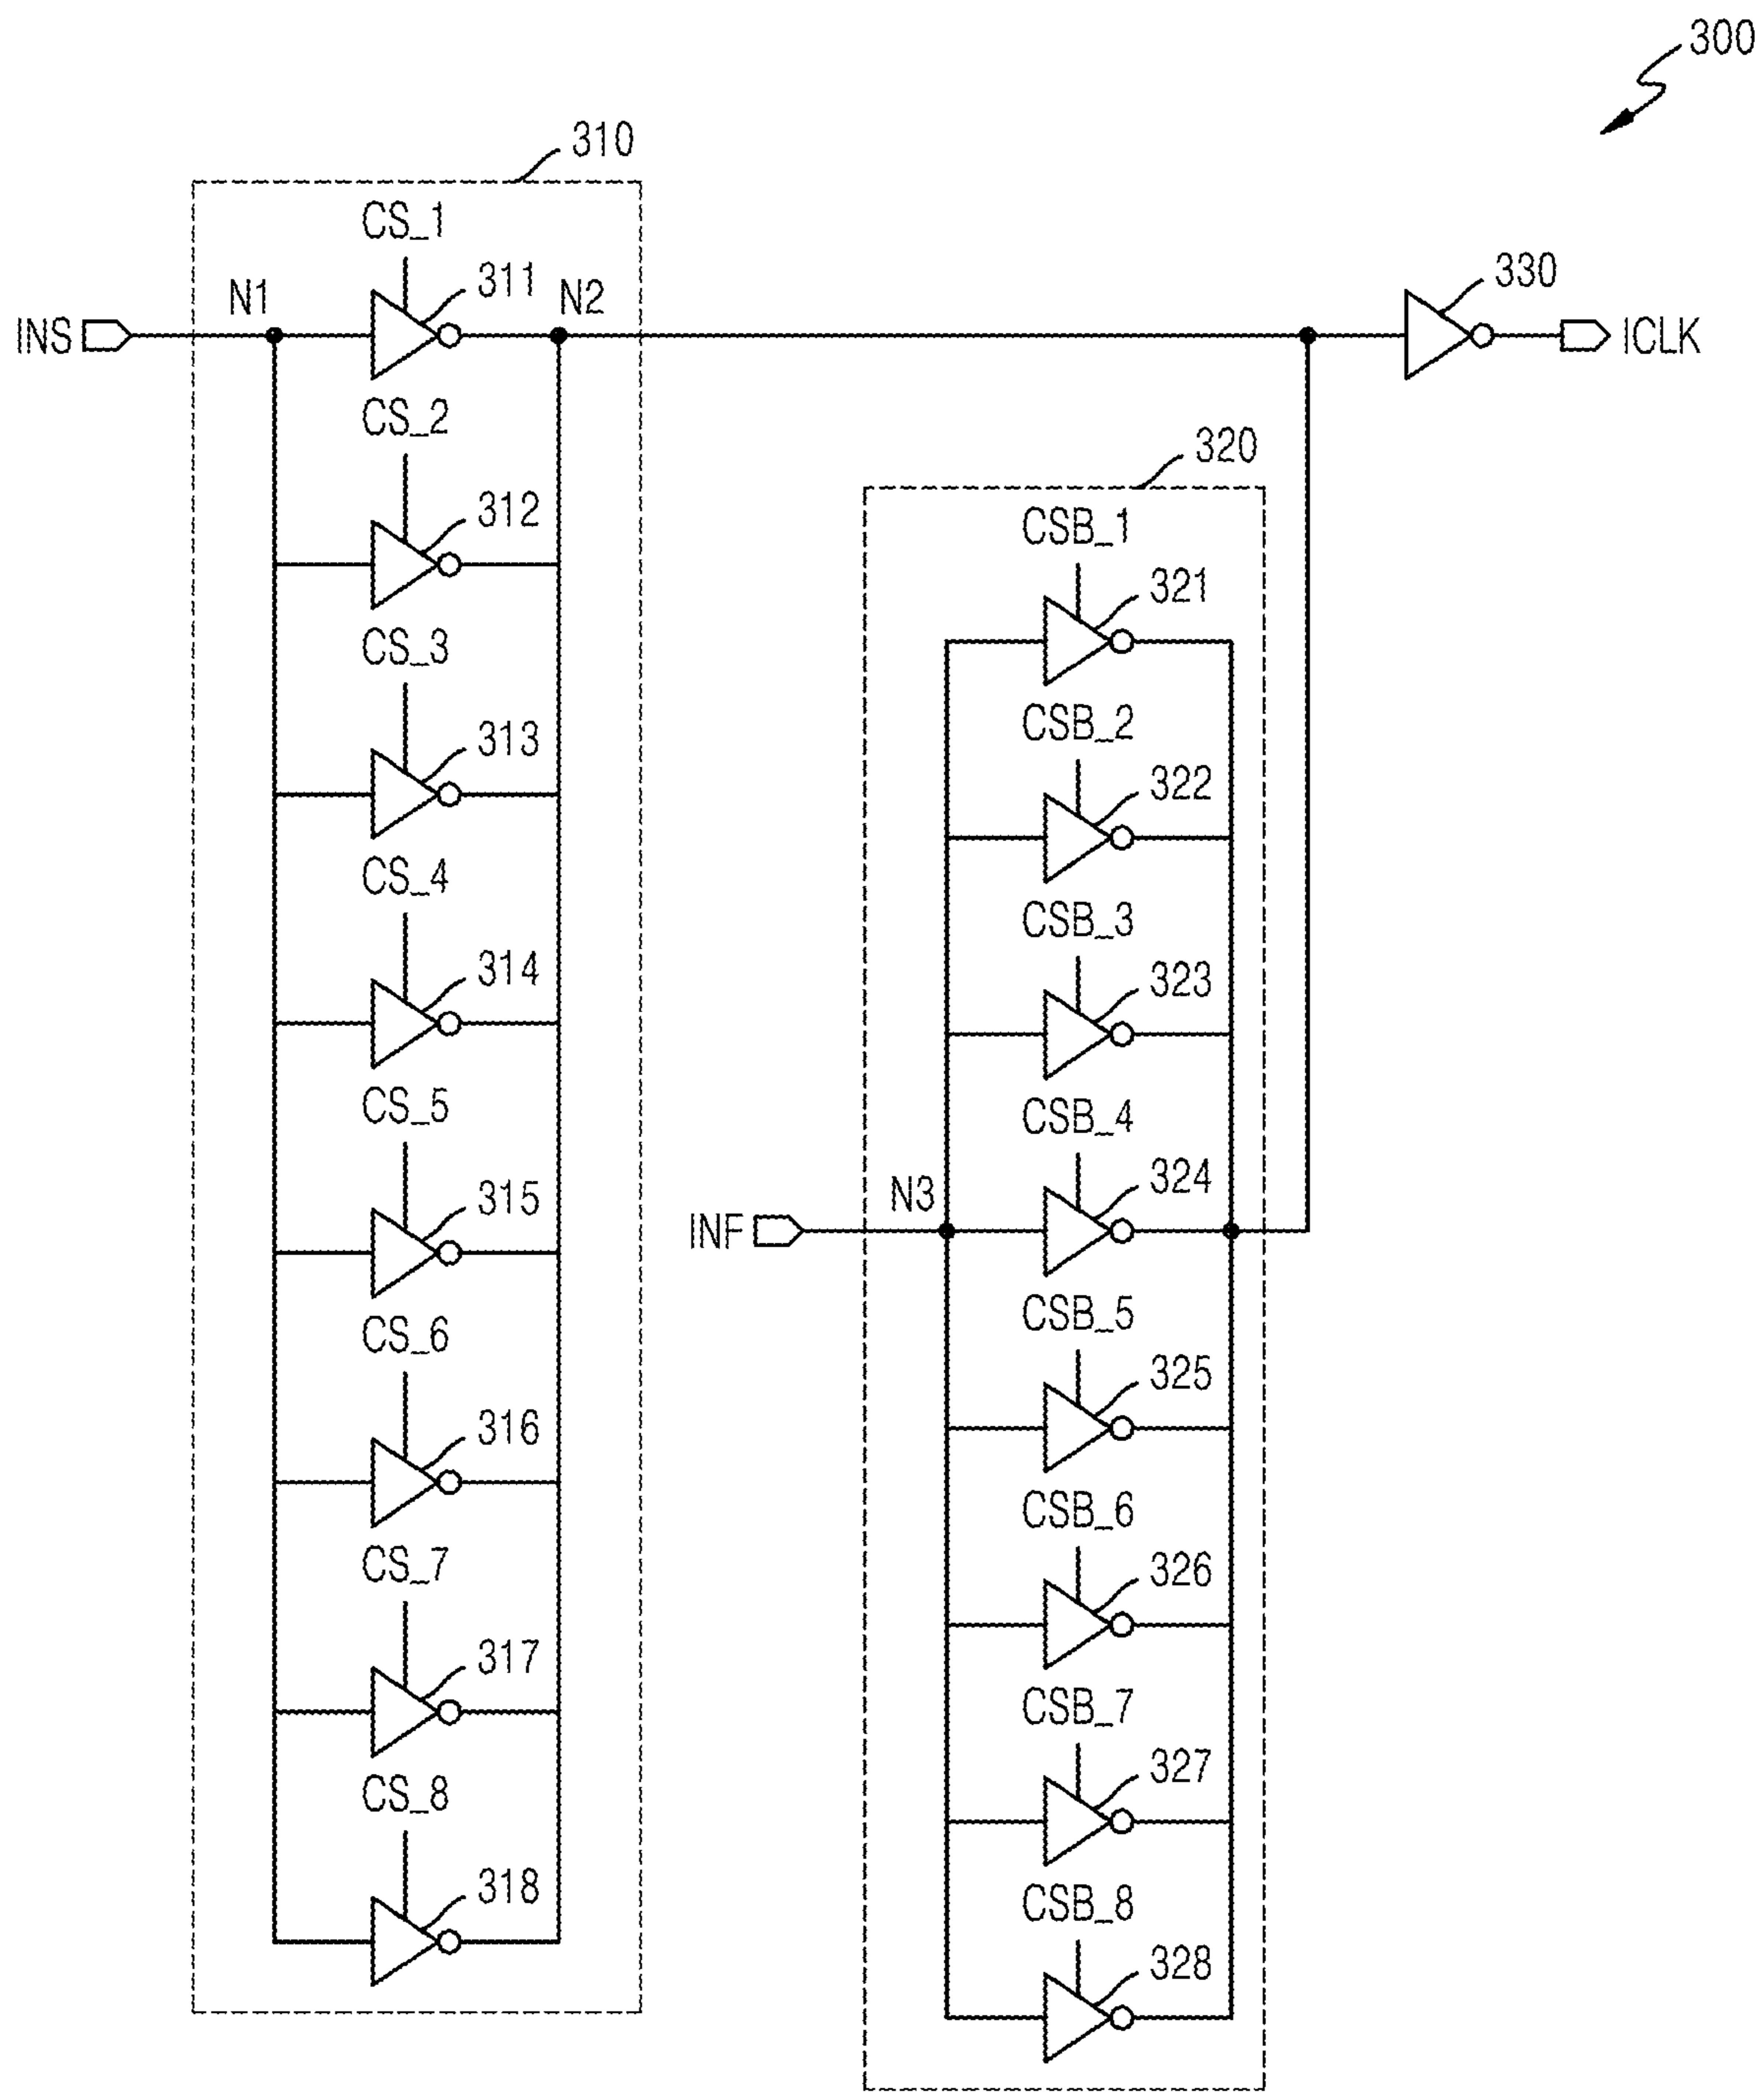 300
310
CS_1
311
N1
N2
INS
330
ICLK
CS_2
312
CS_3
313
CS_4
314
CS_5
315
CS_6
316
CS_7
317
CS_8
318
320
CSB_1
321
CSB_2
322
CSB_3
323
CSB_4
324
N3
INF
CSB_5
325
CSB_6
326
CSB_7
327
CSB_8
328